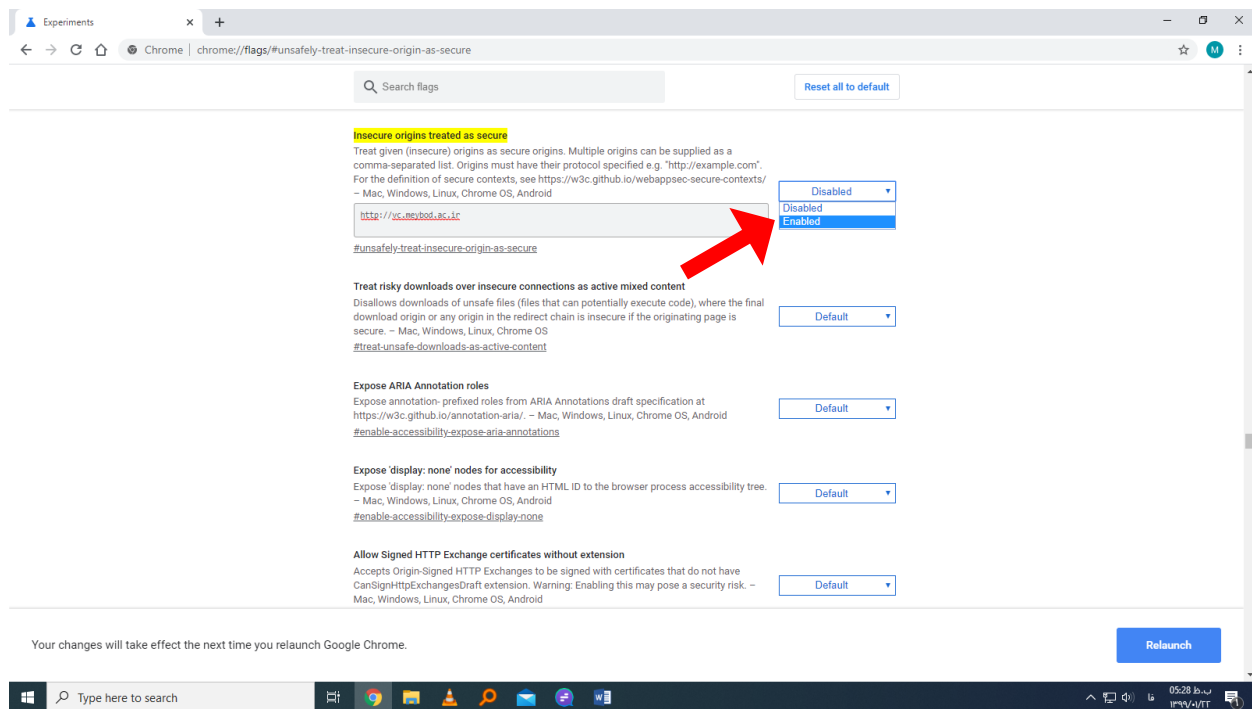 Experiments
Chrome | chrome://flags/#unsafely-treat-insecure-origin-as-secure
M
Search flags
Reset all to default
Insecure origins treated as secure
Treat given (insecure) origins as secure origins. Multiple origins can be supplied as a
comma-separated list. Origins must have their protocol specified e.g. "http://example.com".
For the definition of secure contexts, see https://w3c.github.io/webappsec-secure-contexts/
– Mac, Windows, Linux, Chrome OS, Android
Disabled
Disabled
Enabled
http://vc.meybod.ac.ir
#unsafely-treat-insecure-origin-as-secure
Treat risky downloads over insecure connections as active mixed content
Disallows downloads of unsafe files (files that can potentially execute code), where the final
download origin or any origin in the redirect chain is insecure if the originating page is
secure. – Mac, Windows, Linux, Chrome OS
Default
#treat-unsafe-downloads-as-active-content
Expose ARIA Annotation roles
Expose annotation- prefixed roles from ARIA Annotations draft specification at
https://w3c.github.io/annotation-aria/. – Mac, Windows, Linux, Chrome OS, Android
Default
#enable-accessibility-expose-aria-annotations
Expose 'display: none' nodes for accessibility
Expose 'display: none' nodes that have an HTML ID to the browser process accessibility tree.
– Mac, Windows, Linux, Chrome OS, Android
Default
#enable-accessibility-expose-display-none
Allow Signed HTTP Exchange certificates without extension
Accepts Origin-Signed HTTP Exchanges to be signed with certificates that do not have
CanSignHttpExchangesDraft extension. Warning: Enabling this may pose a security risk. –
Mac, Windows, Linux, Chrome OS, Android
Default
Your changes will take effect the next time you relaunch Google Chrome.
Relaunch
Type here to search
فا
05:28 ب.ظ
۱۳۹۹/۰۱/۲۲